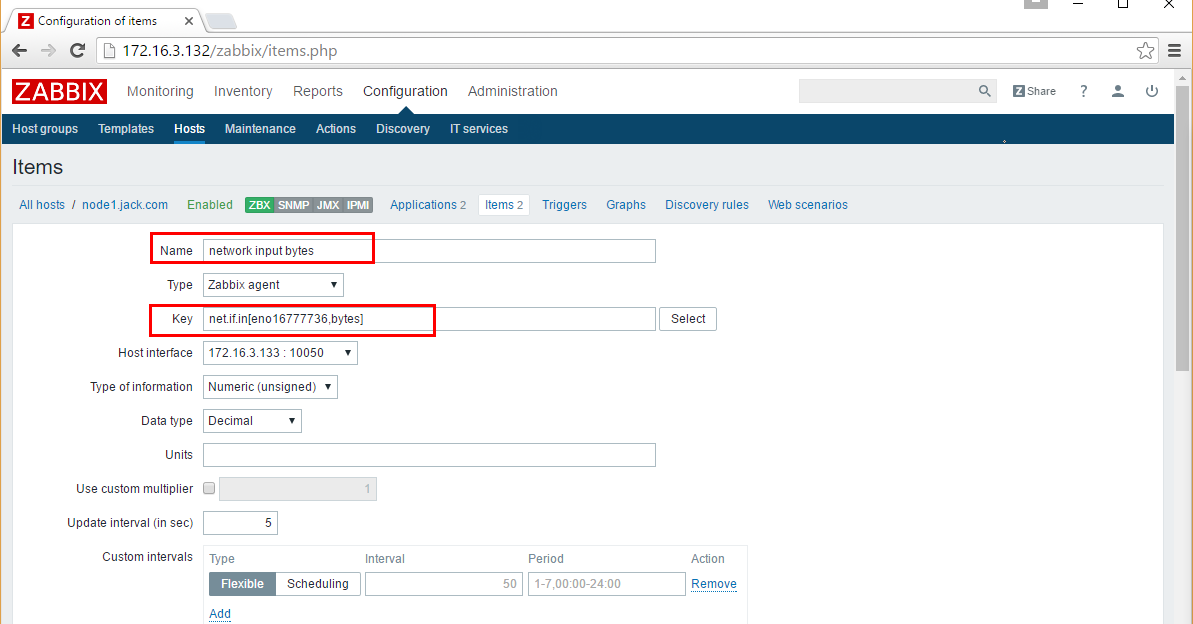 Z Configuration of items
172.16.3.132/zabbix/items.php
ZABBIX Monitoring Inventory Reports Configuration Administration Z Share ?
Host groups Templates Hosts Maintenance Actions Discovery IT services
Items
All hosts / node1.jack.com Enabled ZBX SNMP JMX IPMI Applications 2 Items 2 Triggers Graphs Discovery rules Web scenarios
Name network input bytes
Type Zabbix agent
Key net.if.in[eno16777736,bytes] Select
Host interface 172.16.3.133 : 10050
Type of information Numeric (unsigned)
Data type Decimal
Units
Use custom multiplier 1
Update interval (in sec) 5
Custom intervals Type Interval Period Action
Flexible Scheduling 50 1-7,00:00-24:00 Remove
Add